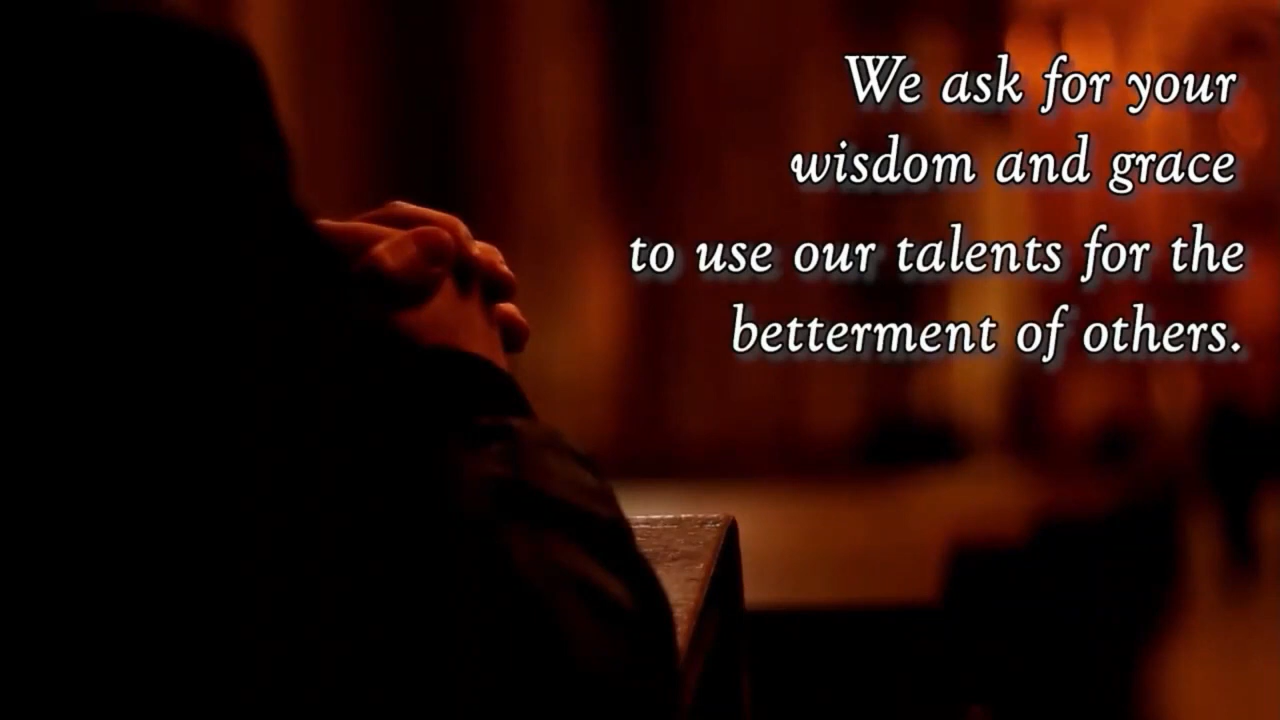 We ask for your
wisdom and grace
to use our talents for the
betterment of others.